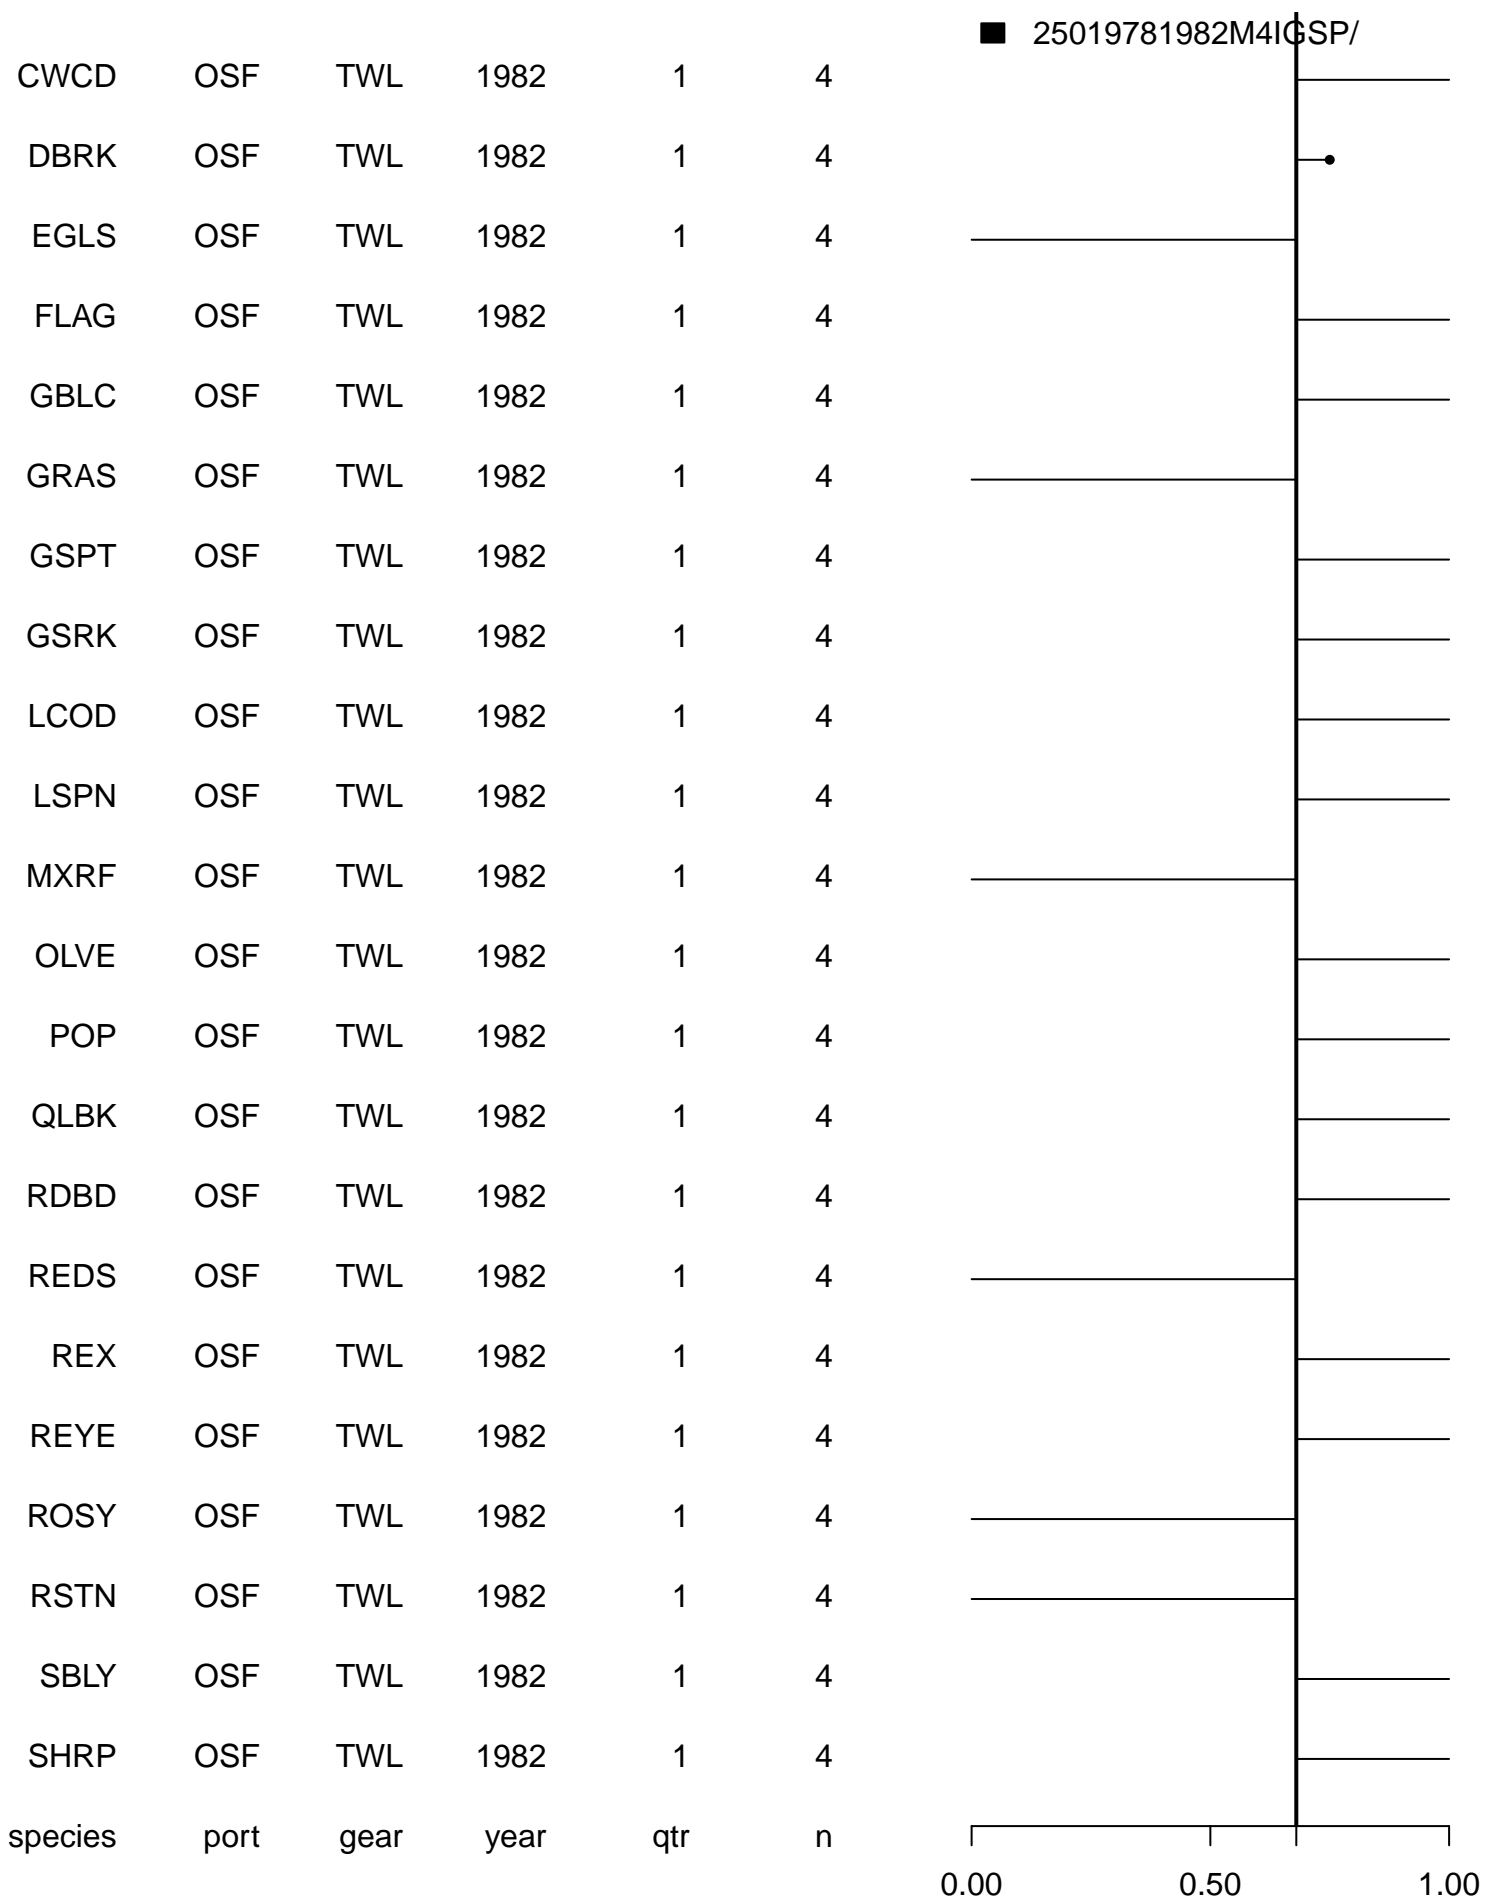 25019781982M4IGSP/
CWCD OSF TWL 1982 1 4
DBRK OSF TWL 1982 1 4
EGLS OSF TWL 1982 1 4
FLAG OSF TWL 1982 1 4
GBLC OSF TWL 1982 1 4
GRAS OSF TWL 1982 1 4
GSPT OSF TWL 1982 1 4
GSRK OSF TWL 1982 1 4
LCOD OSF TWL 1982 1 4
LSPN OSF TWL 1982 1 4
MXRF OSF TWL 1982 1 4
OLVE OSF TWL 1982 1 4
POP OSF TWL 1982 1 4
QLBK OSF TWL 1982 1 4
RDBD OSF TWL 1982 1 4
REDS OSF TWL 1982 1 4
REX OSF TWL 1982 1 4
REYE OSF TWL 1982 1 4
ROSY OSF TWL 1982 1 4
RSTN OSF TWL 1982 1 4
SBLY OSF TWL 1982 1 4
SHRP OSF TWL 1982 1 4
species port gear year qtr n
0.00 0.50 1.00